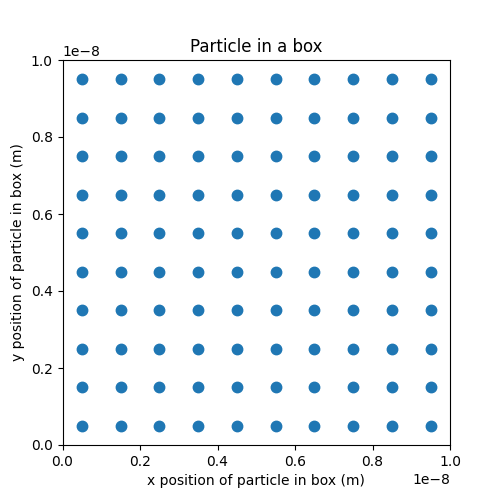 Particle in a box
1e−8
1.0
0.8
0.6
0.4
0.2
0.0
y position of particle in box (m)
0.0 0.2 0.4 0.6 0.8 1.0
x position of particle in box (m)
1e−8